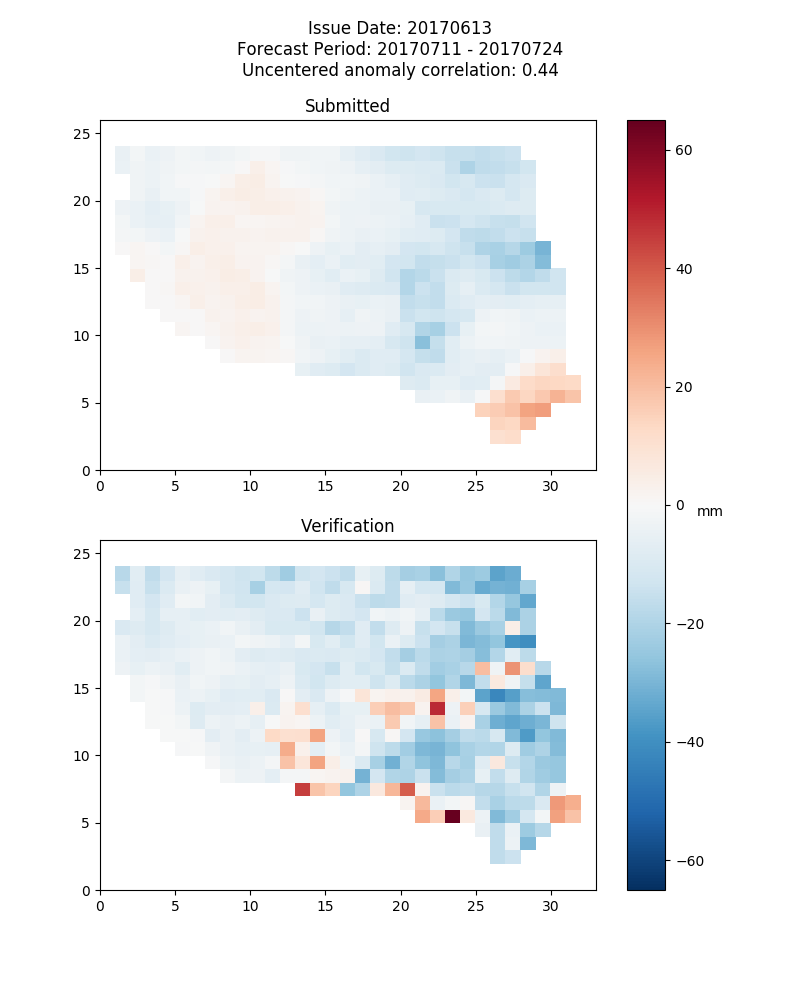 Issue Date: 20170613
Forecast Period: 20170711 - 20170724
Uncentered anomaly correlation: 0.44
Submitted
25
20
15
10
5
0
0 5 10 15 20 25 30
Verification
25
20
15
10
5
0
0 5 10 15 20 25 30
60
40
20
0
mm
−20
−40
−60